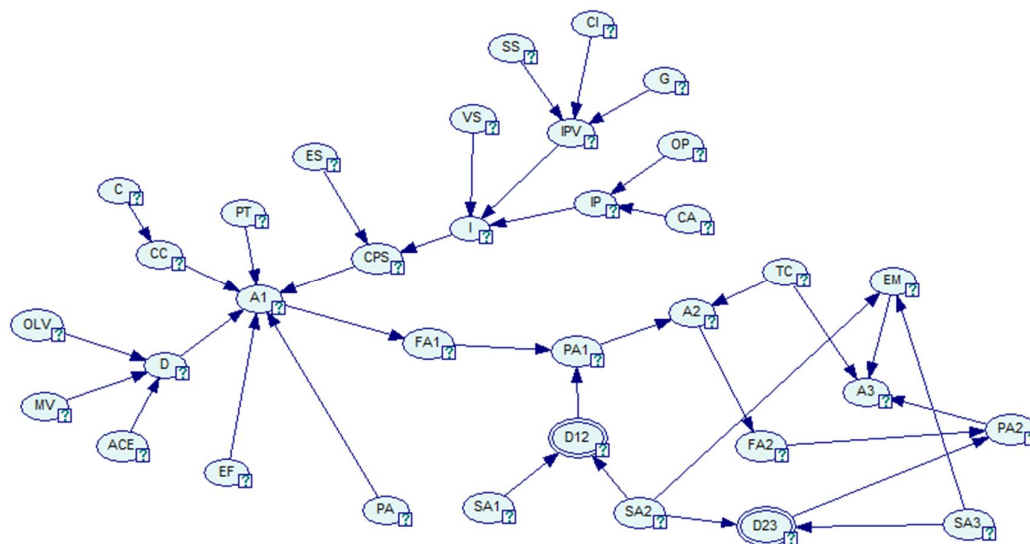 CI
?
SS
?
G
?
VS
?
IPV
?
OP
?
ES
?
C
?
IP
?
CA
?
PT
?
I
?
CC
?
CPS
?
TC
?
EM
?
A1
?
A2
?
OLV
?
FA1
?
PA1
?
D
?
A3
?
MV
?
PA2
?
ACE
?
D12
?
FA2
?
EF
?
PA
?
SA1
?
SA2
?
D23
?
SA3
?